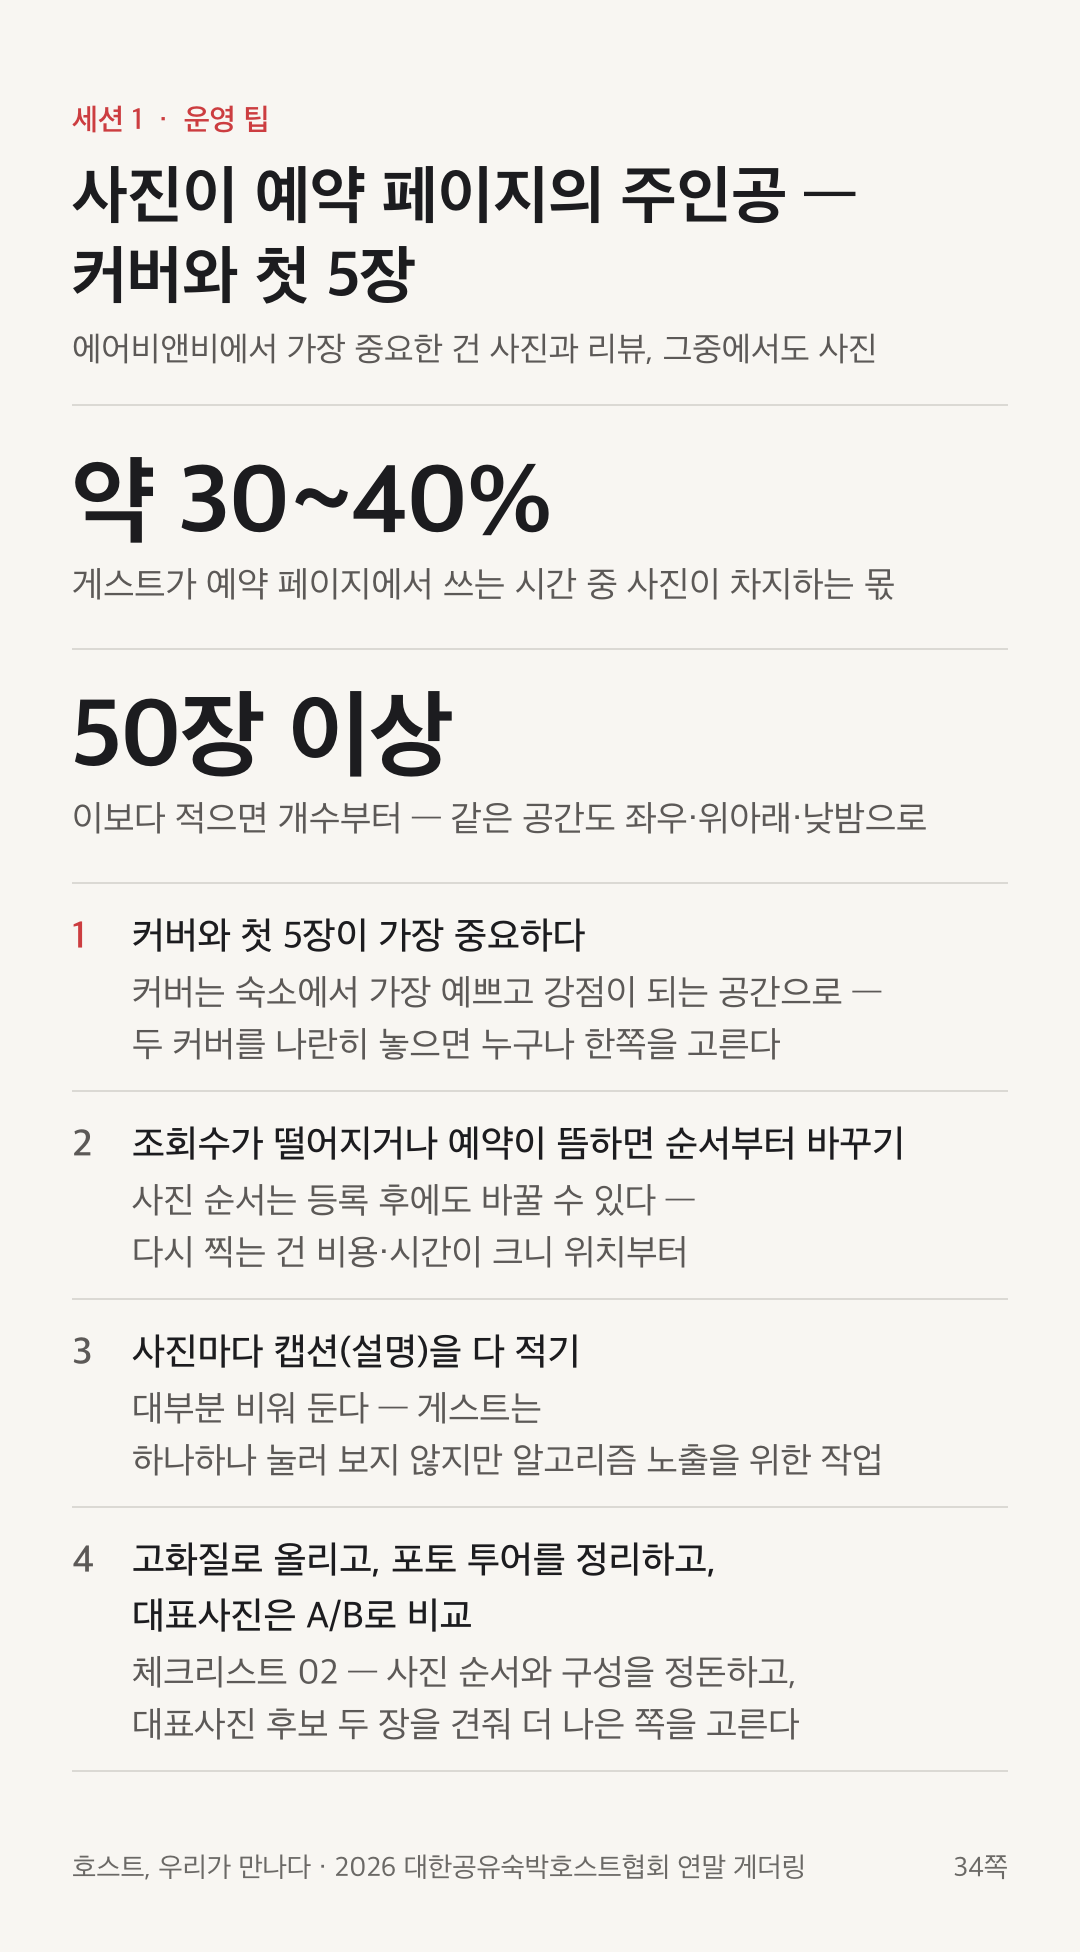 세션 1 · 운영 팁
사진이 예약 페이지의 주인공 —
커버와 첫 5장
에어비앤비에서 가장 중요한 건 사진과 리뷰, 그중에서도 사진
약 30~40%
게스트가 예약 페이지에서 쓰는 시간 중 사진이 차지하는 몫
50장 이상
이보다 적으면 개수부터 — 같은 공간도 좌우·위아래·낮밤으로
1 커버와 첫 5장이 가장 중요하다
커버는 숙소에서 가장 예쁘고 강점이 되는 공간으로 —
두 커버를 나란히 놓으면 누구나 한쪽을 고른다
2 조회수가 떨어지거나 예약이 뜸하면 순서부터 바꾸기
사진 순서는 등록 후에도 바꿀 수 있다 —
다시 찍는 건 비용·시간이 크니 위치부터
3 사진마다 캡션(설명)을 다 적기
대부분 비워 둔다 — 게스트는
하나하나 눌러 보지 않지만 알고리즘 노출을 위한 작업
4 고화질로 올리고, 포토 투어를 정리하고,
대표사진은 A/B로 비교
체크리스트 02 — 사진 순서와 구성을 정돈하고,
대표사진 후보 두 장을 견줘 더 나은 쪽을 고른다
호스트, 우리가 만나다 · 2026 대한공유숙박호스트협회 연말 게더링 34쪽